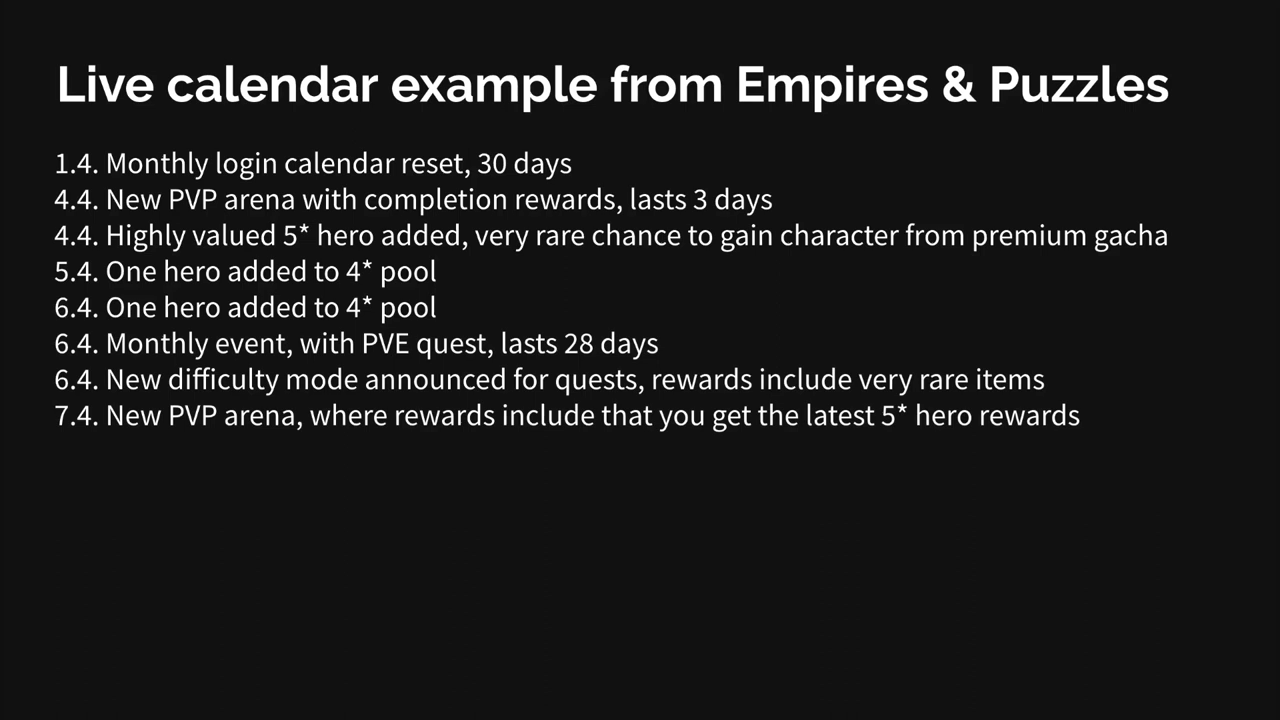 Live calendar example from Empires & Puzzles
1.4. Monthly login calendar reset, 30 days
4.4. New PVP arena with completion rewards, lasts 3 days
4.4. Highly valued 5* hero added, very rare chance to gain character from premium gacha
5.4. One hero added to 4* pool
6.4. One hero added to 4* pool
6.4. Monthly event, with PVE quest, lasts 28 days
6.4. New difficulty mode announced for quests, rewards include very rare items
7.4. New PVP arena, where rewards include that you get the latest 5* hero rewards